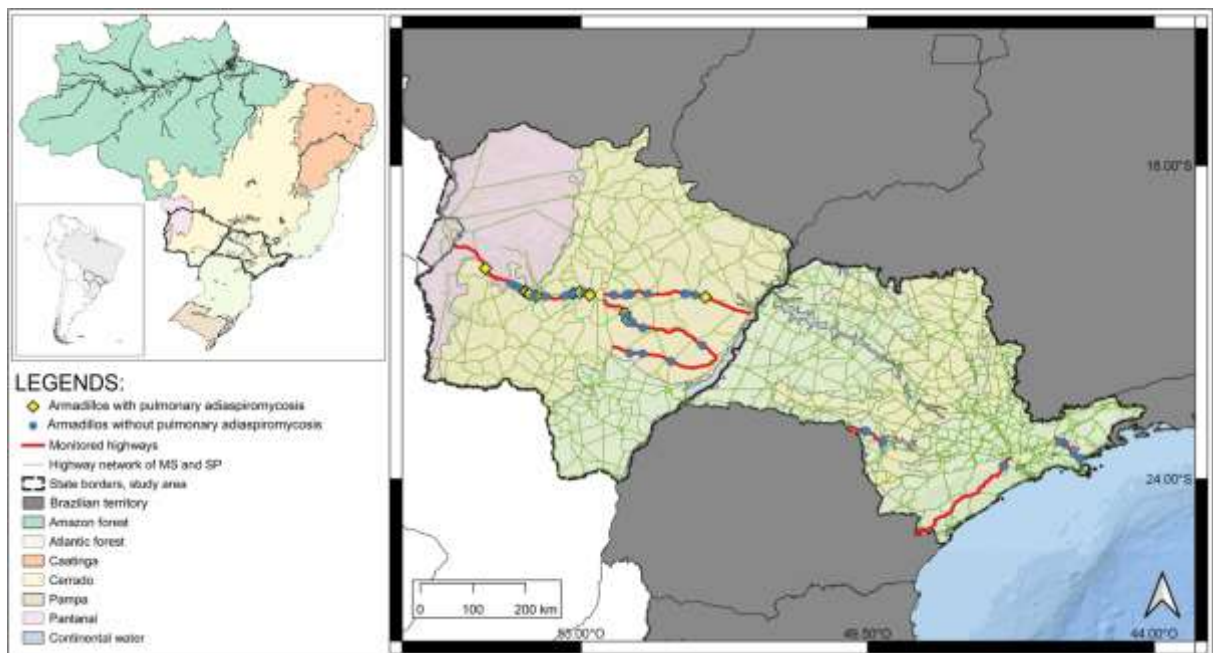 18.00°S
24.00°S
LEGENDS:
Armadillos with pulmonary adiaspiromycosis
Armadillos without pulmonary adiaspiromycosis
Monitored highways
Highway network of MS and SP
State borders, study area
Brazilian territory
Amazon forest
Atlantic forest
Caatinga
Cerrado
Pampa
Pantanal
Continental water
0 100 200 km
49.50°O
44.00°O